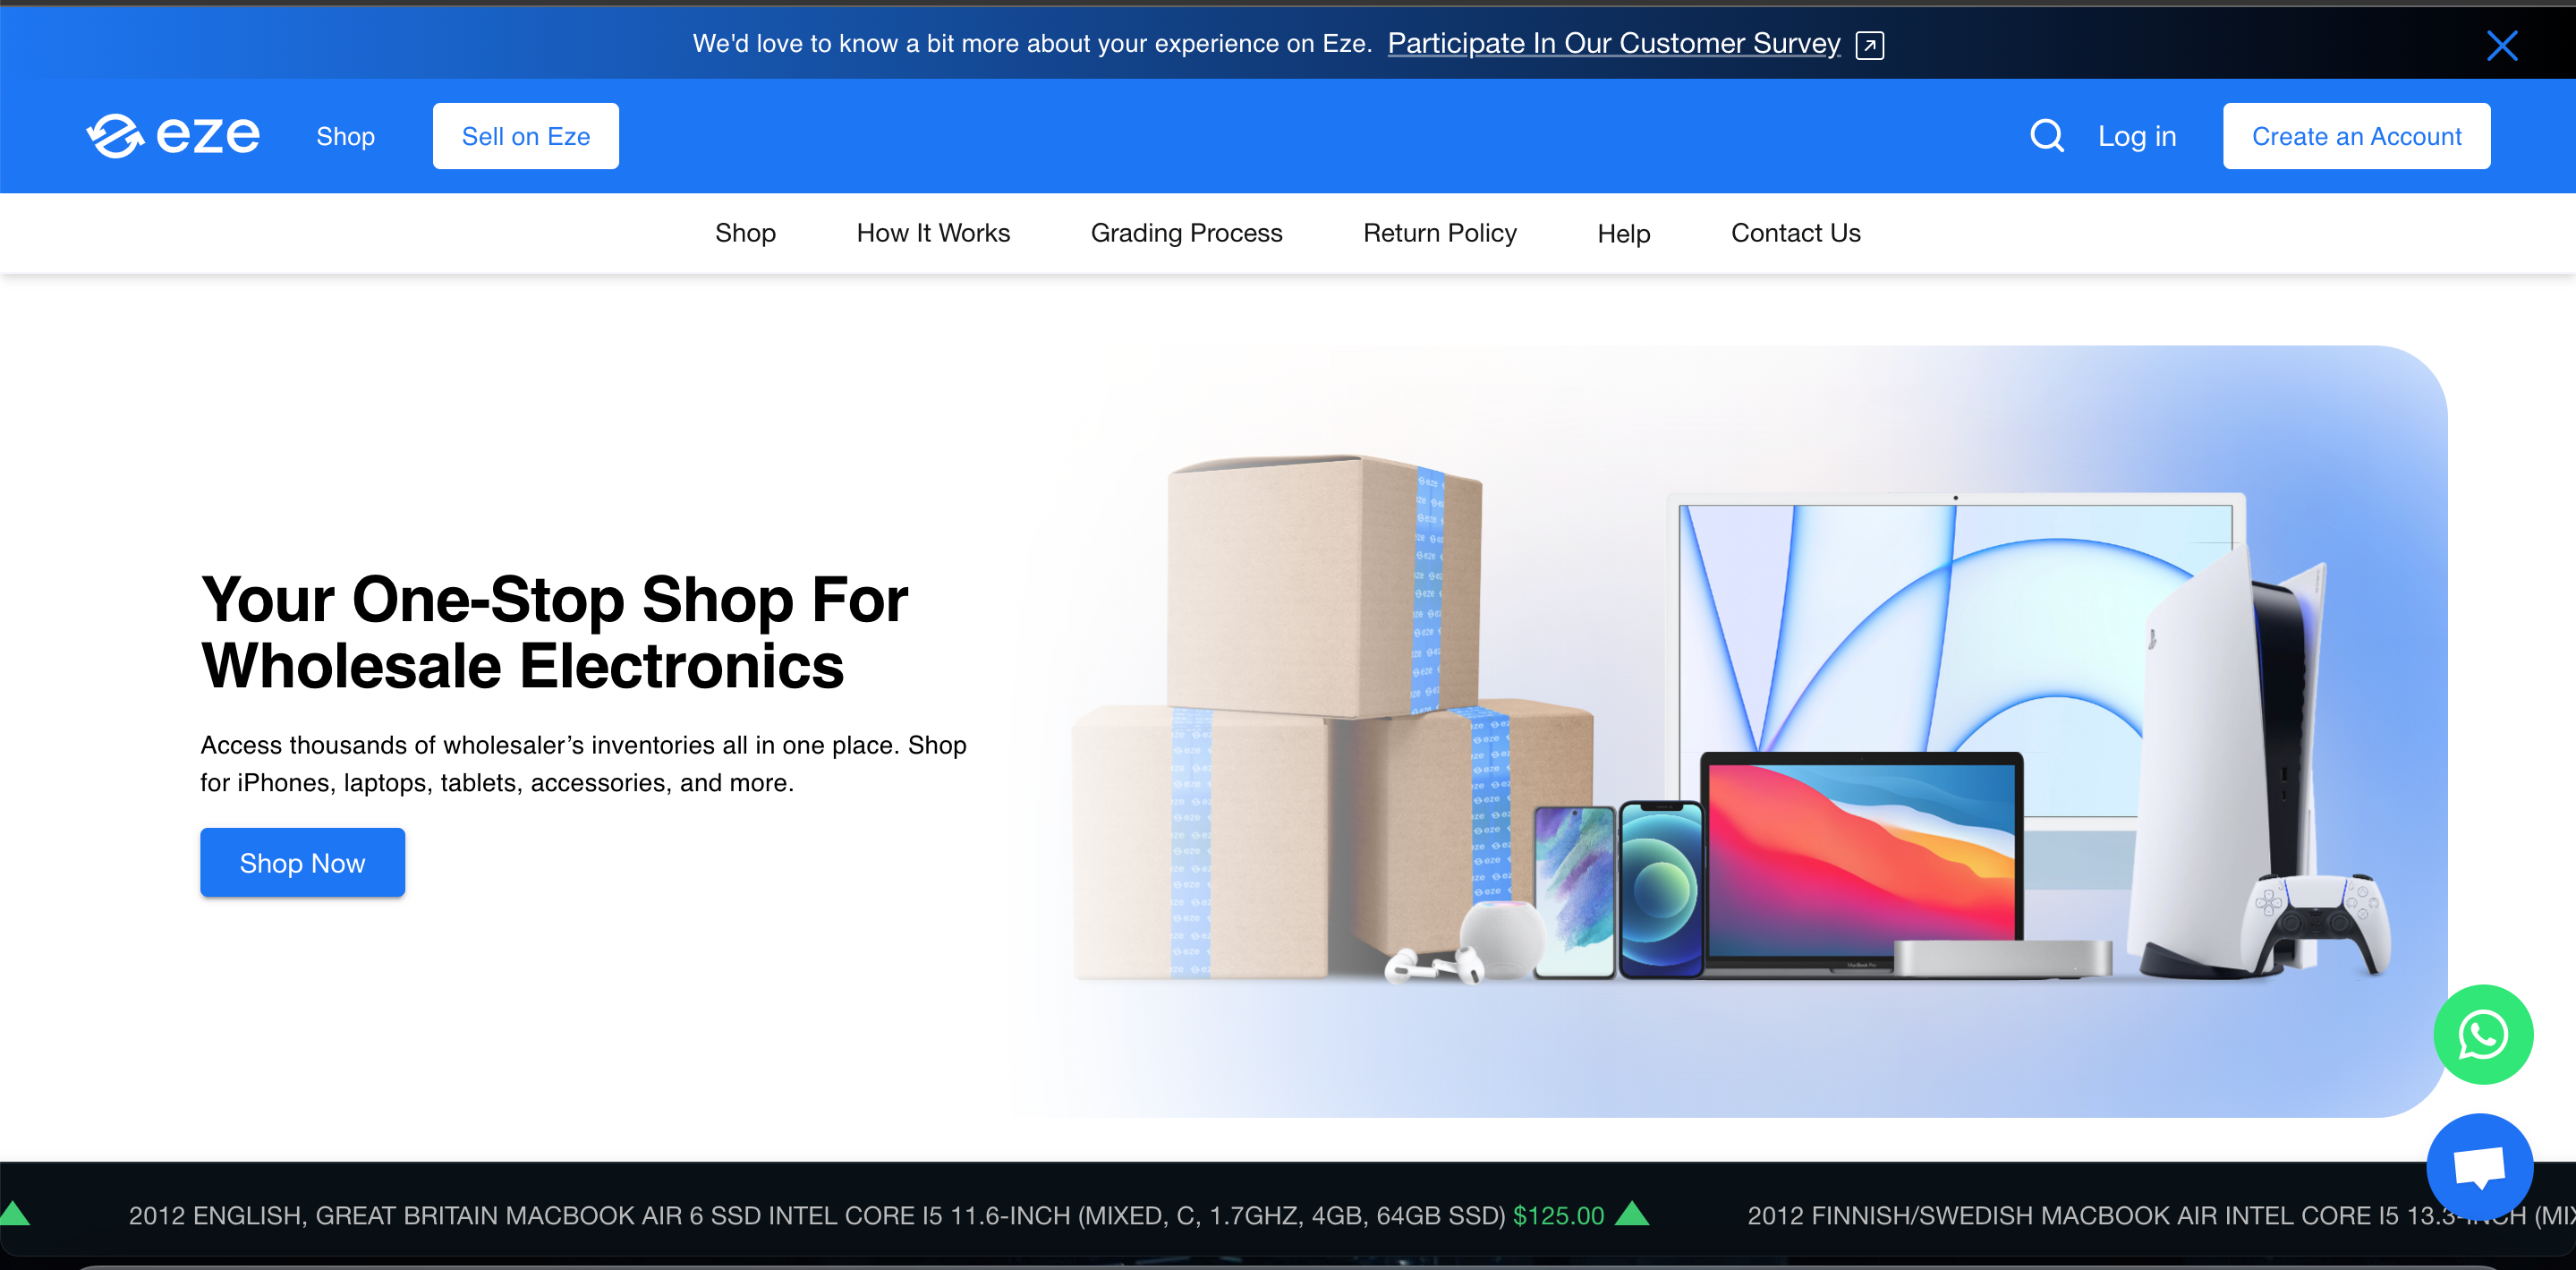 We'd love to know a bit more about your experience on Eze. Participate In Our Customer Survey
eze
Shop
Sell on Eze
Log in
Create an Account
Shop
How It Works
Grading Process
Return Policy
Help
Contact Us
Your One-Stop Shop For
Wholesale Electronics
Access thousands of wholesaler’s inventories all in one place. Shop
for iPhones, laptops, tablets, accessories, and more.
Shop Now
MacBook Pro
2012 ENGLISH, GREAT BRITAIN MACBOOK AIR 6 SSD INTEL CORE I5 11.6-INCH (MIXED, C, 1.7GHZ, 4GB, 64GB SSD) $125.00
2012 FINNISH/SWEDISH MACBOOK AIR INTEL CORE I5 13.3-INCH (MIX